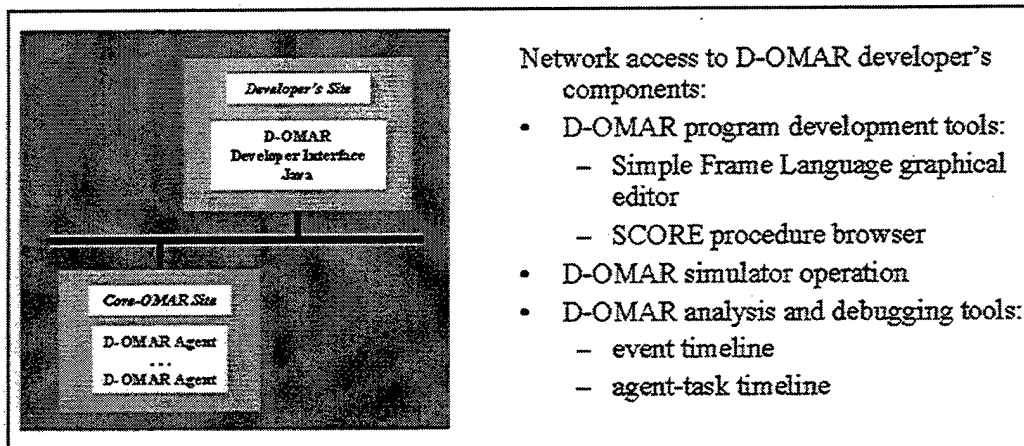 Developer's Site
D-OMAR
Developer Interface
Java
Core-OMAR Site
D-OMAR Agent
...
D-OMAR Agent
Network access to D-OMAR developer's
components:
• D-OMAR program development tools:
– Simple Frame Language graphical
editor
– SCORE procedure browser
• D-OMAR simulator operation
• D-OMAR analysis and debugging tools:
– event timeline
– agent-task timeline